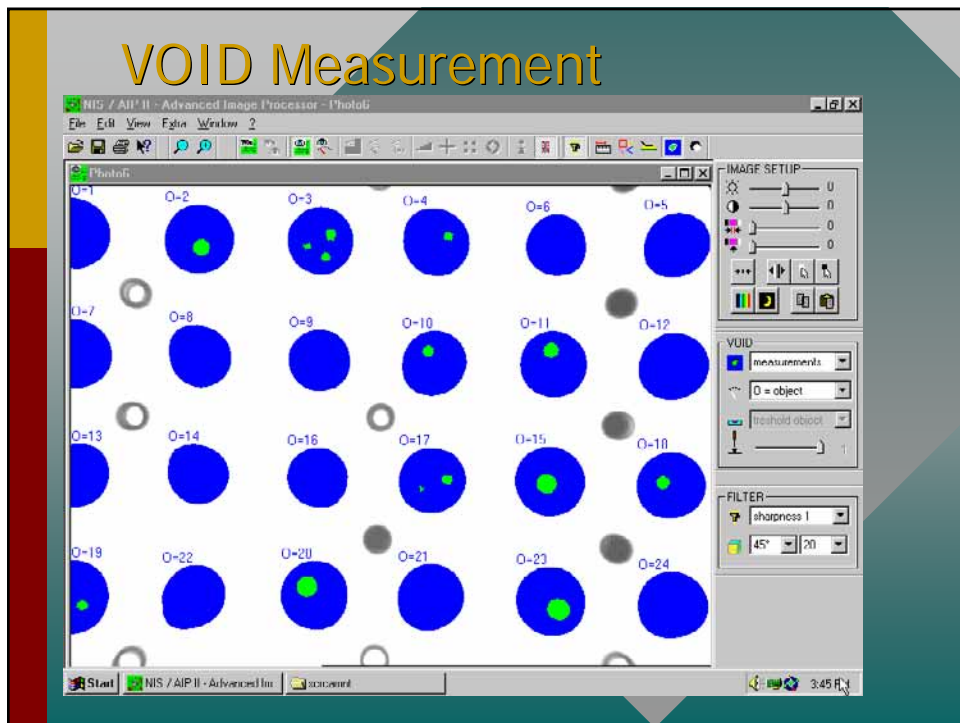 VOID Measurement
NIS / AIP II - Advanced Image Processor - Photo6
File Edit View Extra Window ?
Photo6
O=1 O=2 O=3 O=4 O=6 O=5
O=7 O=8 O=9 O=10 O=11 O=12
O=13 O=14 O=16 O=17 O=15 O=18
O=19 O=22 O=20 O=21 O=23 O=24
IMAGE SETUP
0
0
0
0
VOID
measurements
O = object
treshold object
1
FILTER
sharpness 1
45° 20
Start NIS / AIP II - Advanced Im 3:45 PM